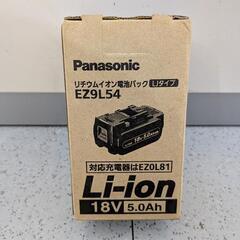 Panasonic
リチウムイオン電池パック LJタイプ
EZ9L54
18V 5.0Ah
対応充電器はEZ0L81
Li-ion
18V 5.0Ah